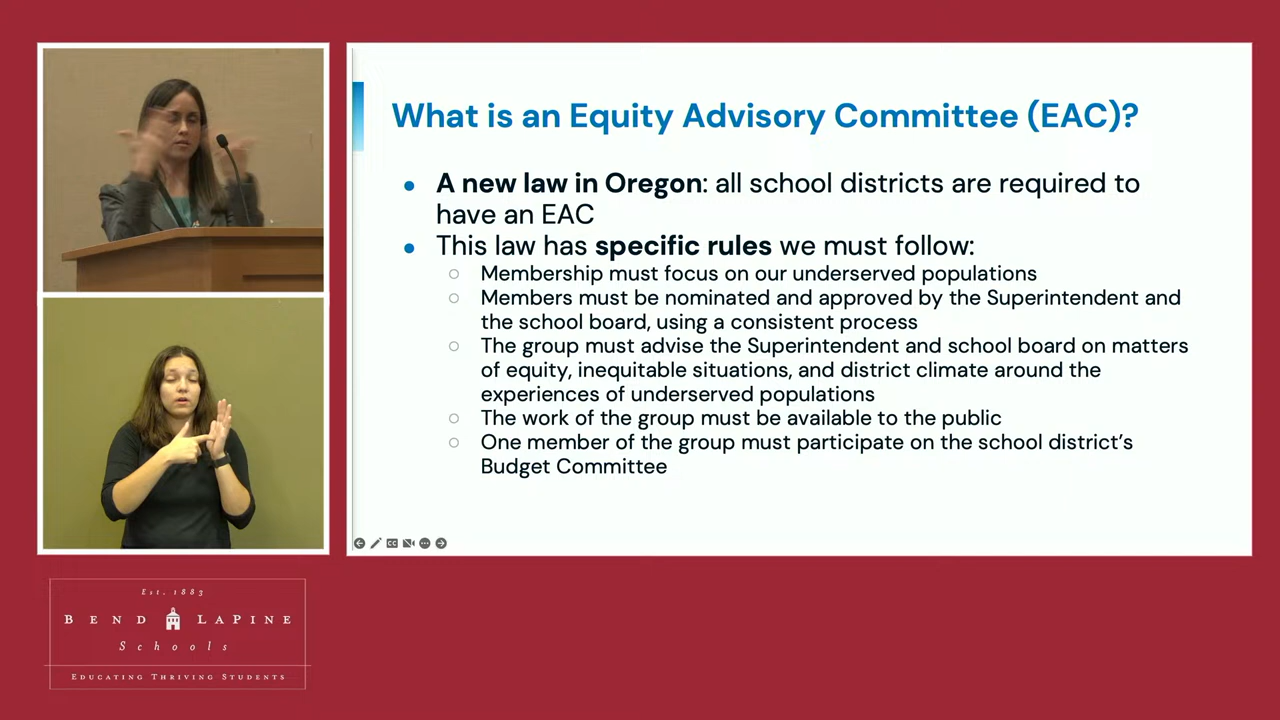 What is an Equity Advisory Committee (EAC)?
A new law in Oregon: all school districts are required to
have an EAC
This law has specific rules we must follow:
Membership must focus on our underserved populations
Members must be nominated and approved by the Superintendent and
the school board, using a consistent process
The group must advise the Superintendent and school board on matters
of equity, inequitable situations, and district climate around the
experiences of underserved populations
The work of the group must be available to the public
One member of the group must participate on the school district’s
Budget Committee
CC
Est. 1883
BEND LAPINE
Schools
EDUCATING THRIVING STUDENTS